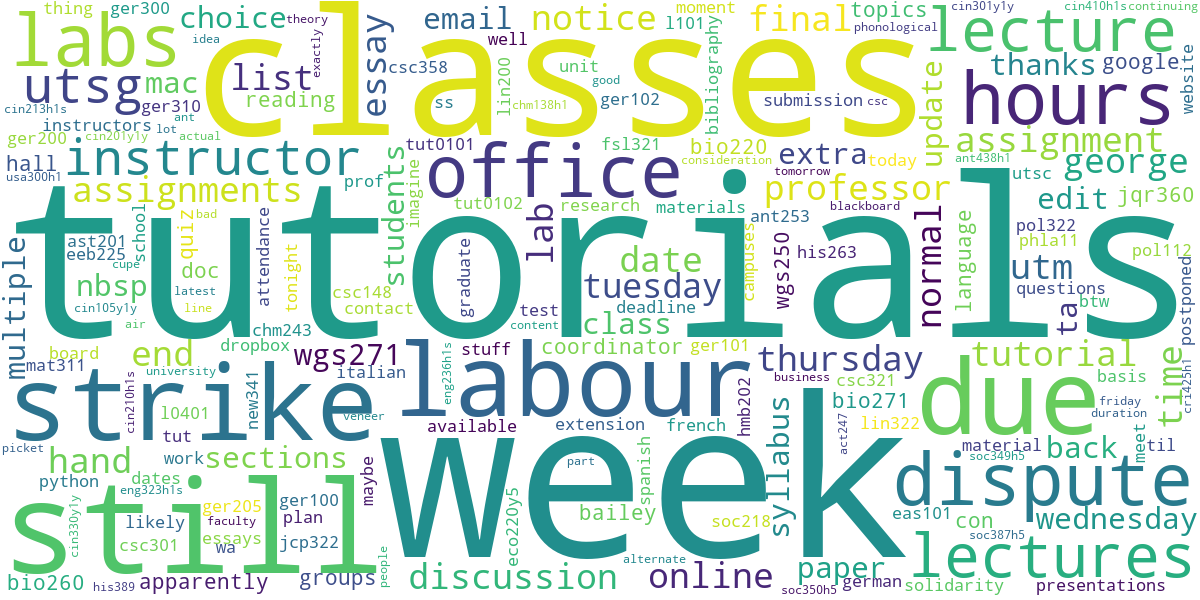 thing
ger300
labs
choice
theory
idea
exactly
classes
email
well
notice
l101
moment
bibliography
final
topics
phonological
cin301y1y
cin410h1s
continuing
lecture
thanks
google
website
utsg
mac
list
reading
essay
csc358
ss
lin200
unit
good
chm138h1
ger102
submission
csc
update
hours
cin213h1s
ger310
instructors
ant
lot
actual
ger200
cin201y1y
hall
usa300h1
instructor
prof
students
tut0101
imagine
office
fsl321
bio220
consideration
extra
today
tomorrow
assignment
ant438h1
utsc
george
assignments
tut0102
research
materials
professor
blackboard
edit
jqr360
tutorials
ast201
eeb225
school
quiz
bad
cupe
doc
latest
line
nbsp
cin105y1y
air
attendance
tonight
csc148
contact
graduate
test
content
lab
date
tuesday
deadline
class
ant253
campuses
wgs250
his263
normal
language
pol322
phla11
pol112
utm
questions
ta
btw
postponed
multiple
mat311
board
end
university
dropbox
chm243
wgs271
italian
stuff
eng236h1s
coordinator
ger101
thursday
business
tutorial
time
basis
cri425h1
friday
duration
strike
cin210h1s
l0401
new341
veneer
labour
available
extension
french
hmb202
csc321
bio271
act247
lin322
due
material
til
meet
back
soc349h5
picket
hand
tut
work
sections
maybe
week
part
spanish
syllabus
dispute
python
dates
eng323h1s
cin330y1y
likely
csc301
ger205
faculty
essays
wa
ger100
plan
jcp322
people
eco220y5
bailey
soc218
eas101
con
soc387h5
wednesday
still
bio260
his389
apparently
groups
discussion
alternate
online
paper
soc350h5
german
solidarity
lectures
presentations